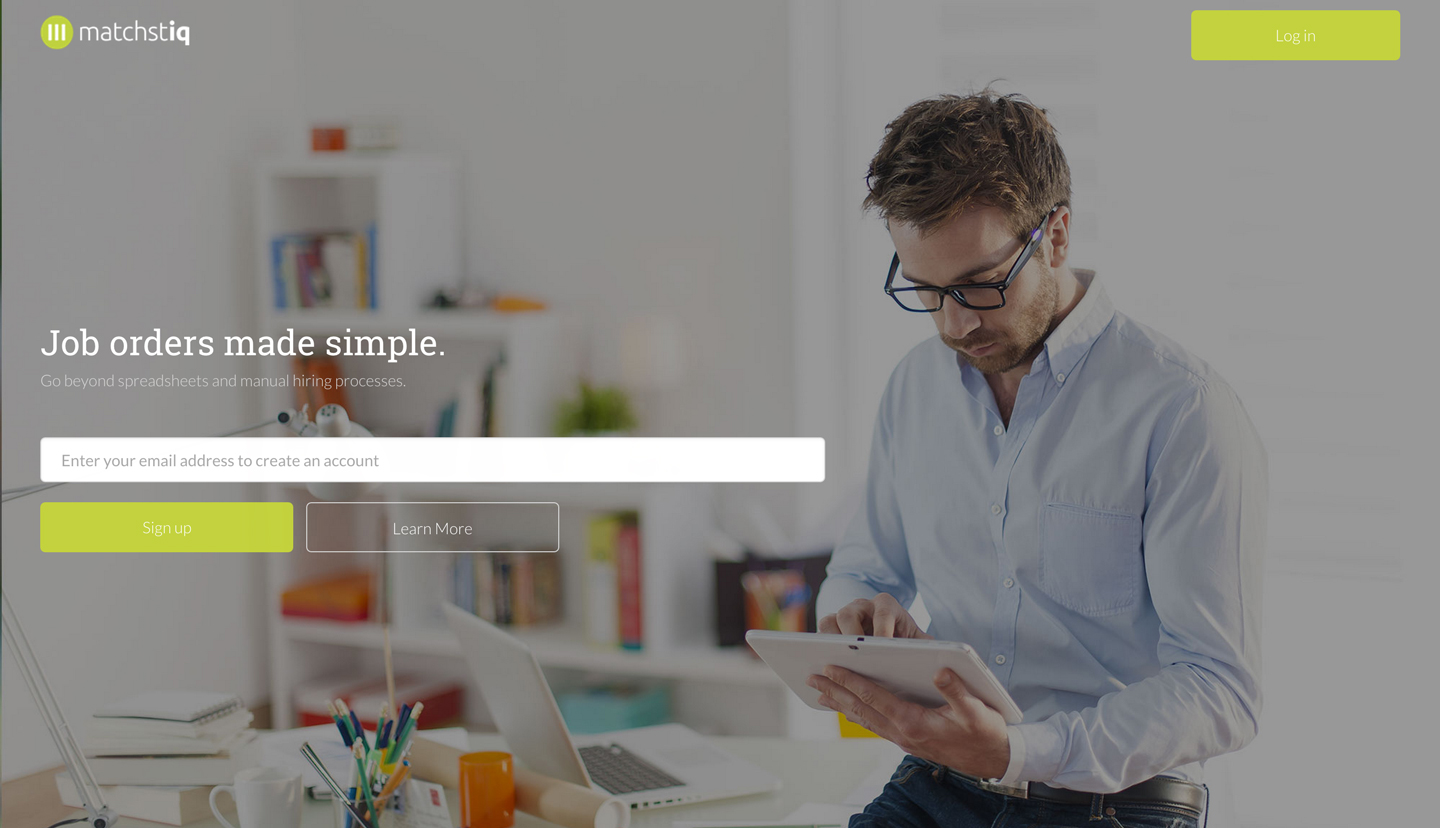 matchstiq
Log in
Job orders made simple.
Go beyond spreadsheets and manual hiring processes.
Enter your email address to create an account
Sign up
Learn More